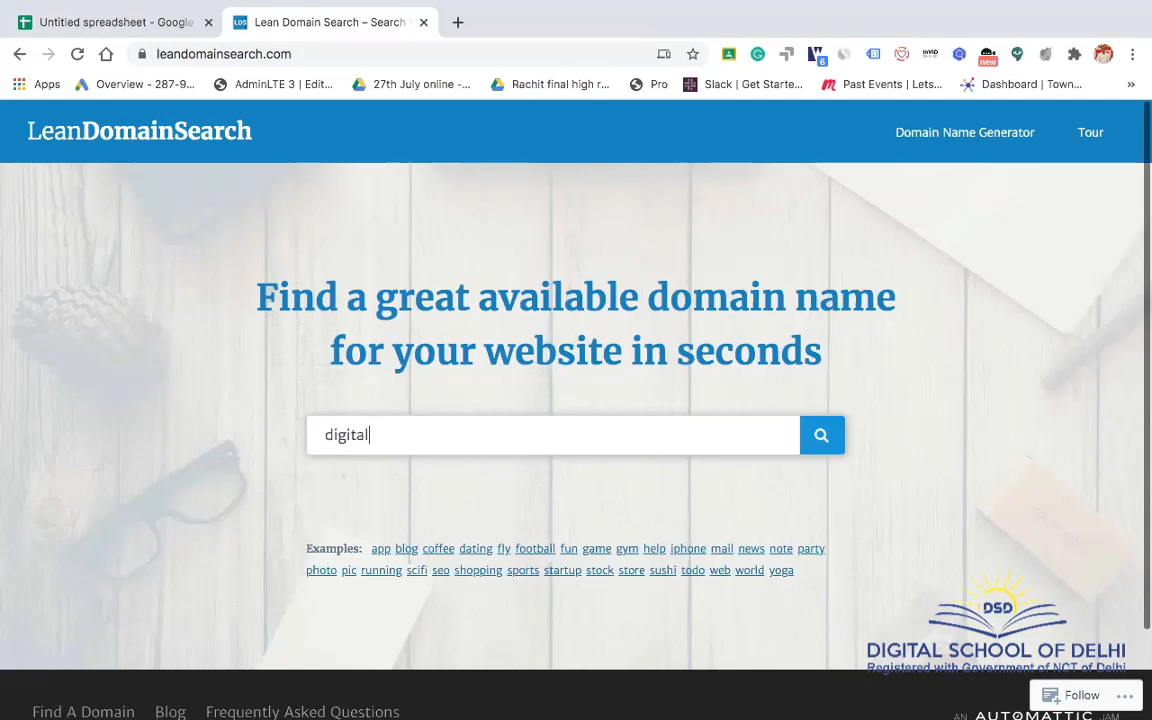 Untitled spreadsheet - Google
Lean Domain Search – Search
leandomainsearch.com
6
new
Apps
Overview - 287-9...
AdminLTE 3 | Edit...
27th July online -...
Rachit final high r...
Pro
Slack | Get Starte...
Past Events | Lets...
Dashboard | Town...
LeanDomainSearch
Domain Name Generator
Tour
Find a great available domain name
for your website in seconds
digital
Examples: app blog coffee dating fly football fun game gym help iphone mail news note party
photo pic running scifi seo shopping sports startup stock store sushi todo web world yoga
DSD
DIGITAL SCHOOL OF DELHI
Registered with Government of NCT of Delhi
Follow
Find A Domain
Blog
Frequently Asked Questions
AN AUTOMATTIC JAM